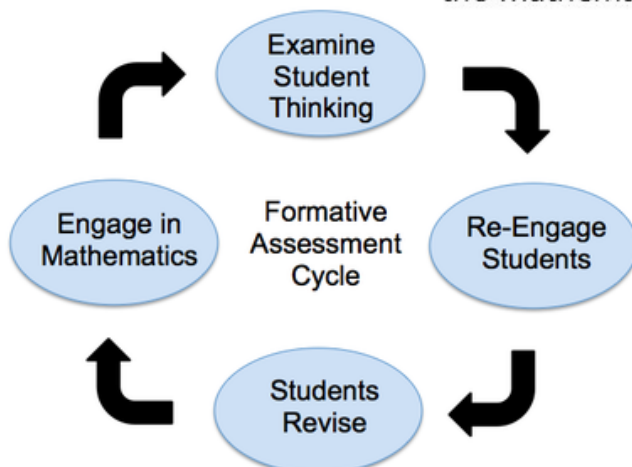 Examine
Student
Thinking
Engage in
Mathematics
Formative
Assessment
Cycle
Re-Engage
Students
Students
Revise